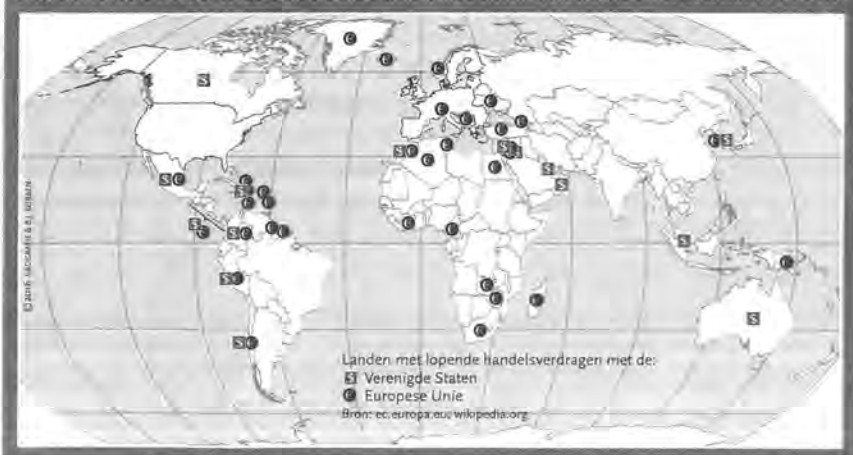 Landen met lopende handelsverdragen met de:
$ Verenigde Staten
€ Europese Unie
Bron: ec.europa.eu, wikipedia.org